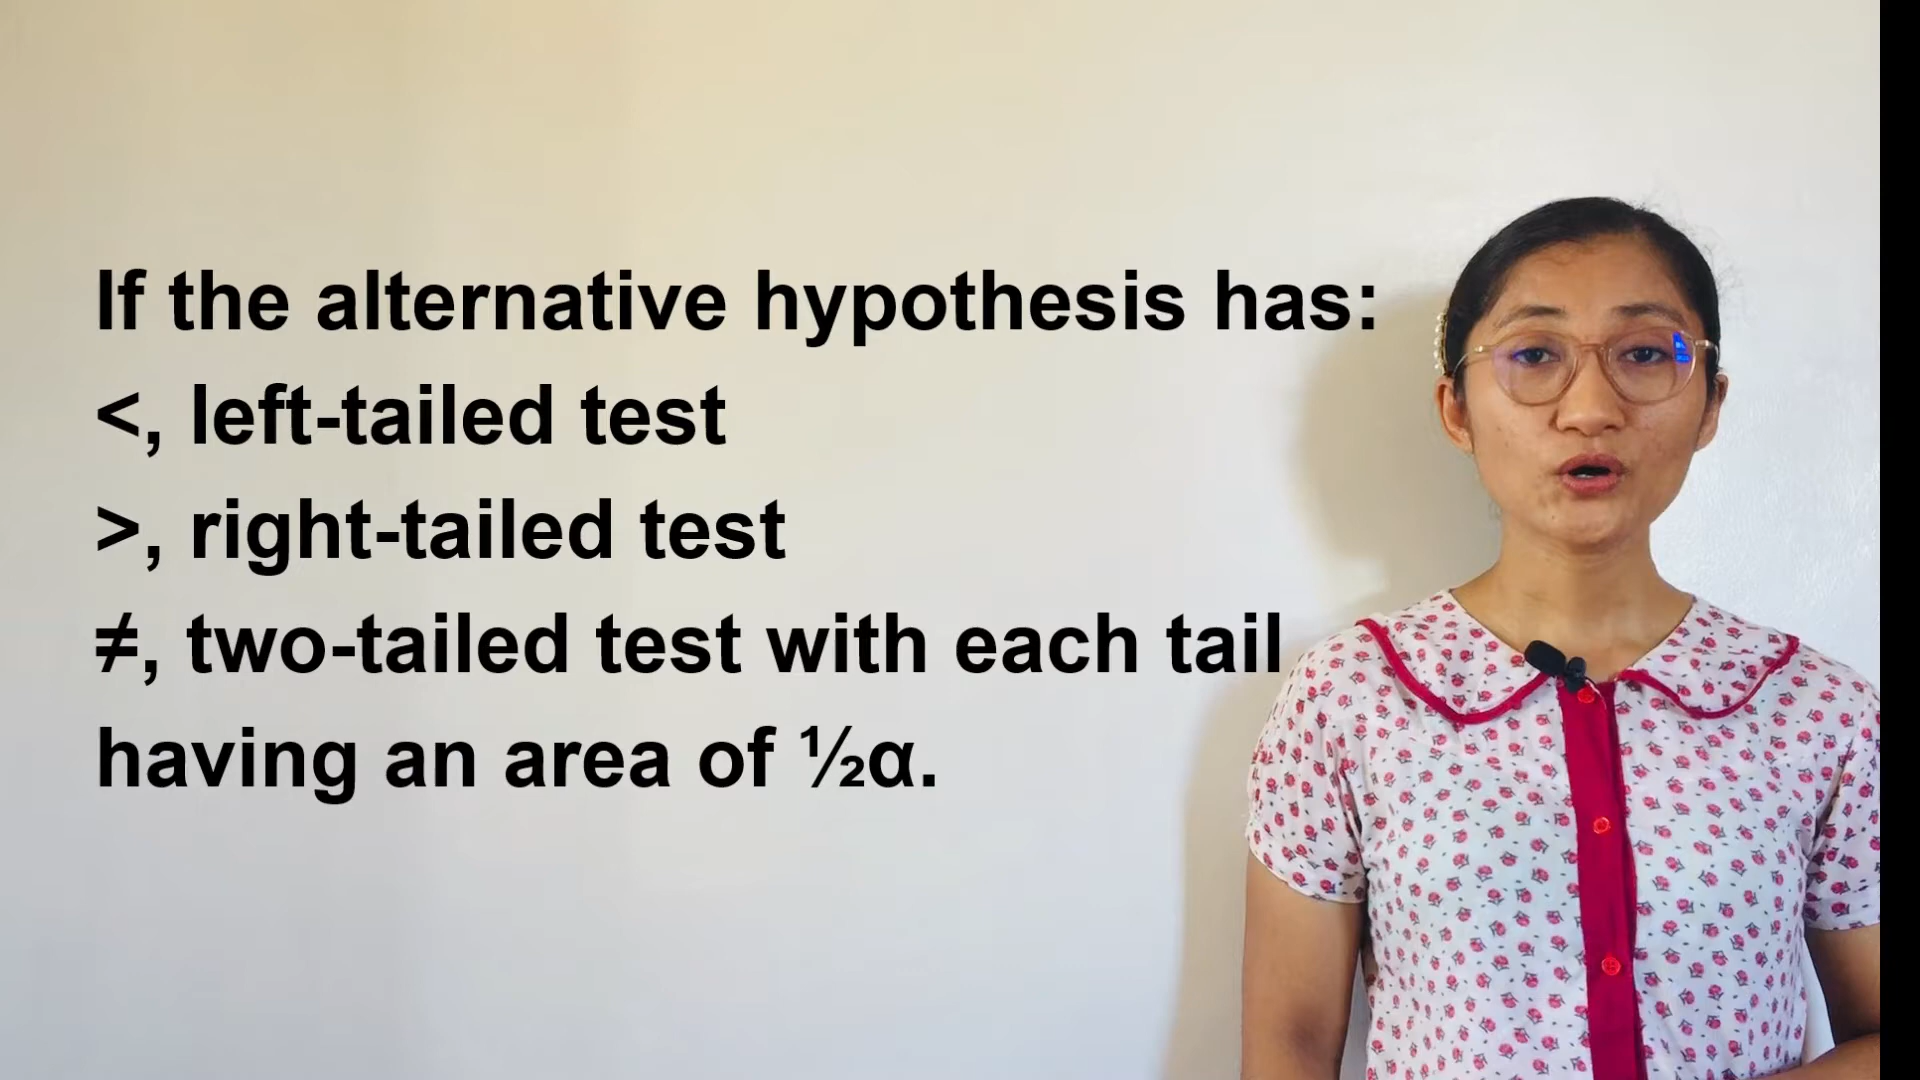 If the alternative hypothesis has:
<, left-tailed test
>, right-tailed test
≠, two-tailed test with each tail
having an area of ½α.